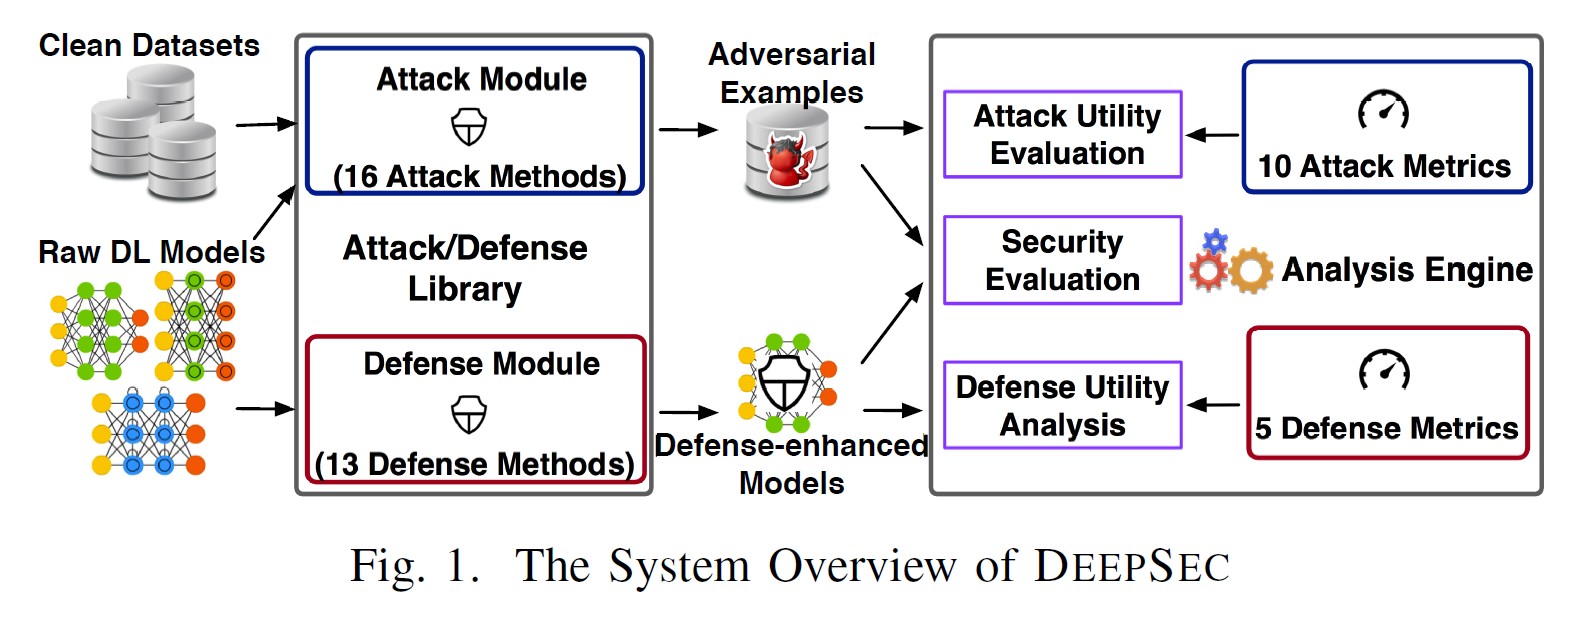 Clean Datasets
Raw DL Models
Attack Module
(16 Attack Methods)
Attack/Defense
Library
Defense Module
(13 Defense Methods)
Adversarial
Examples
Defense-enhanced
Models
Attack Utility
Evaluation
10 Attack Metrics
Security
Evaluation
Analysis Engine
Defense Utility
Analysis
5 Defense Metrics
Fig. 1. The System Overview of DEEPSEC